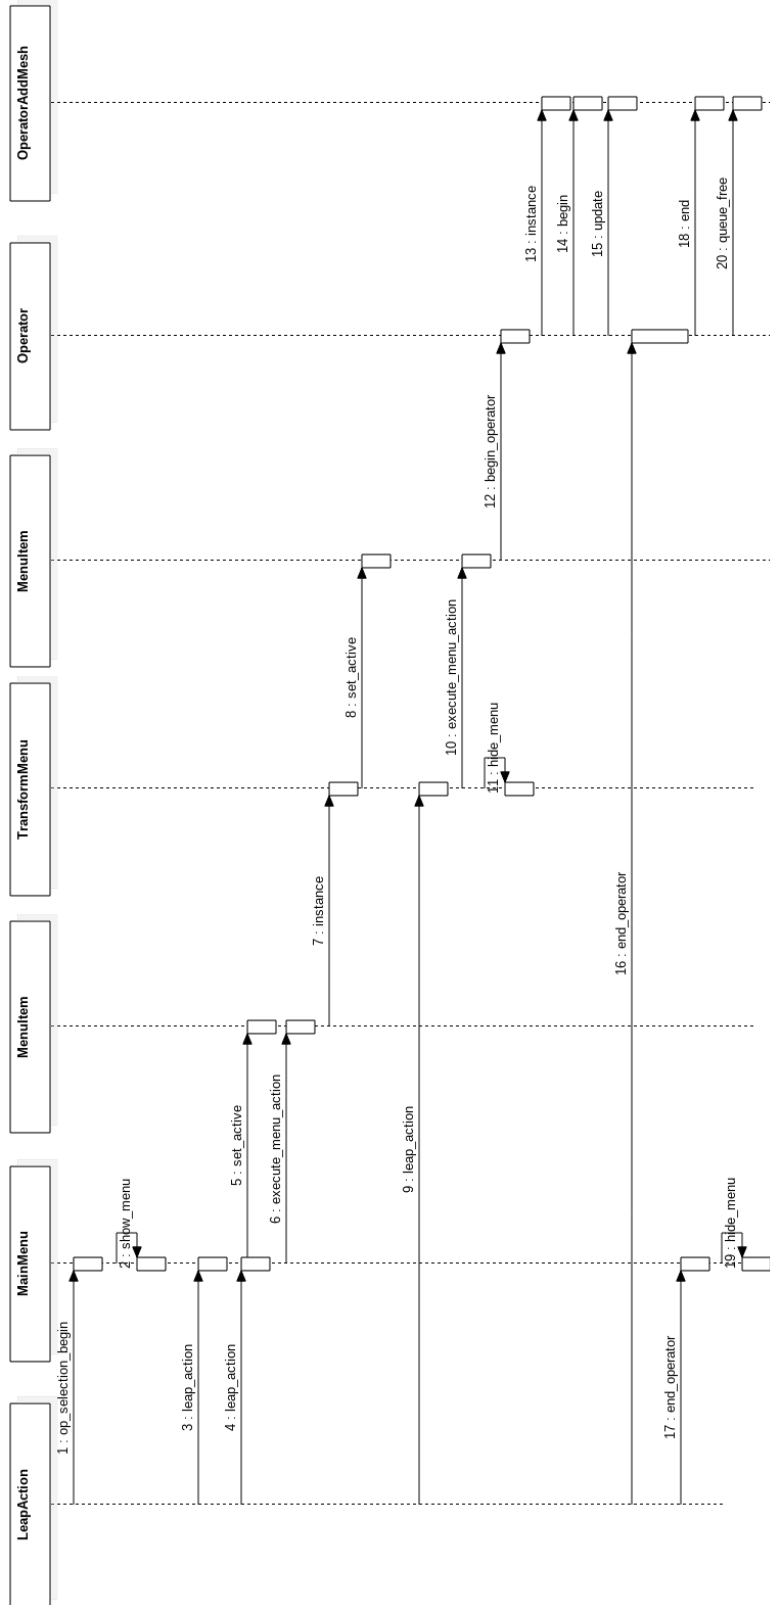 LeapAction
MainMenu
MenuItem
TransformMenu
MenuItem
Operator
OperatorAddMesh
1 : op_selection_begin
2 : show_menu
3 : leap_action
4 : leap_action
5 : set_active
6 : execute_menu_action
7 : instance
8 : set_active
9 : leap_action
10 : execute_menu_action
11 : hide_menu
12 : begin_operator
13 : instance
14 : begin
15 : update
16 : end_operator
17 : end_operator
18 : end
19 : hide_menu
20 : queue_free